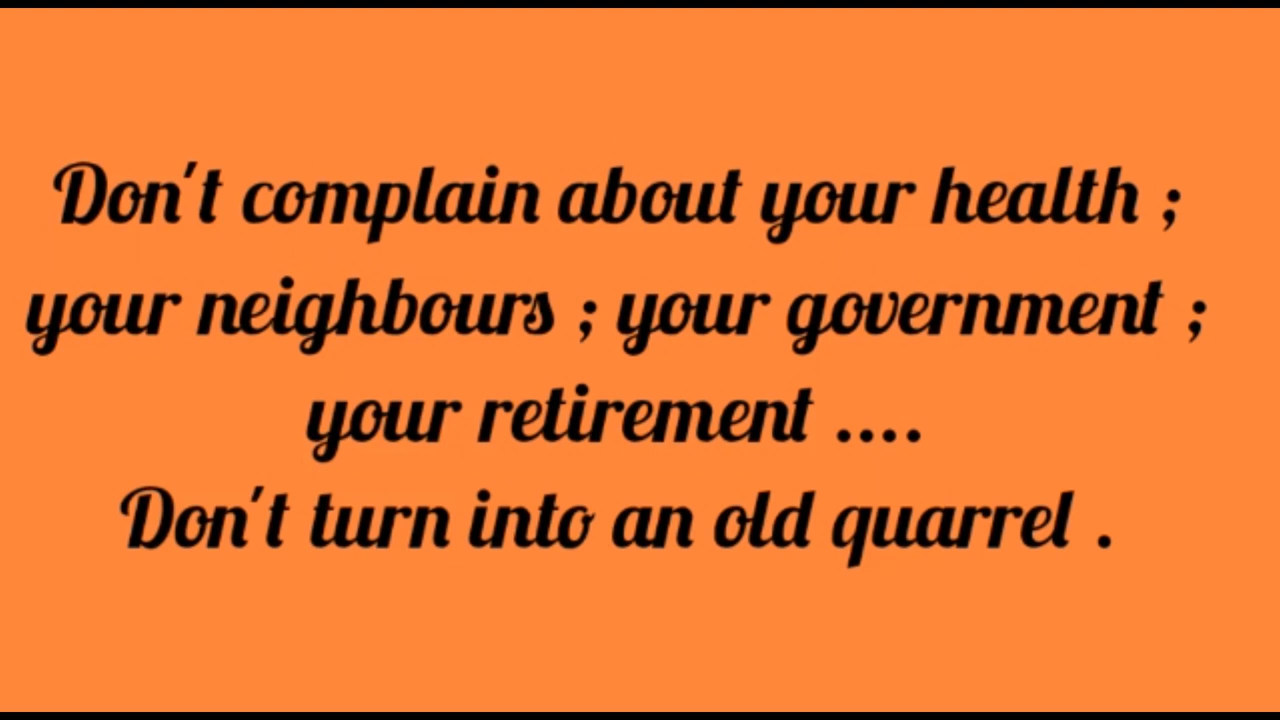 Don't complain about your health ;
your neighbours ; your government ;
your retirement ....
Don't turn into an old quarrel .